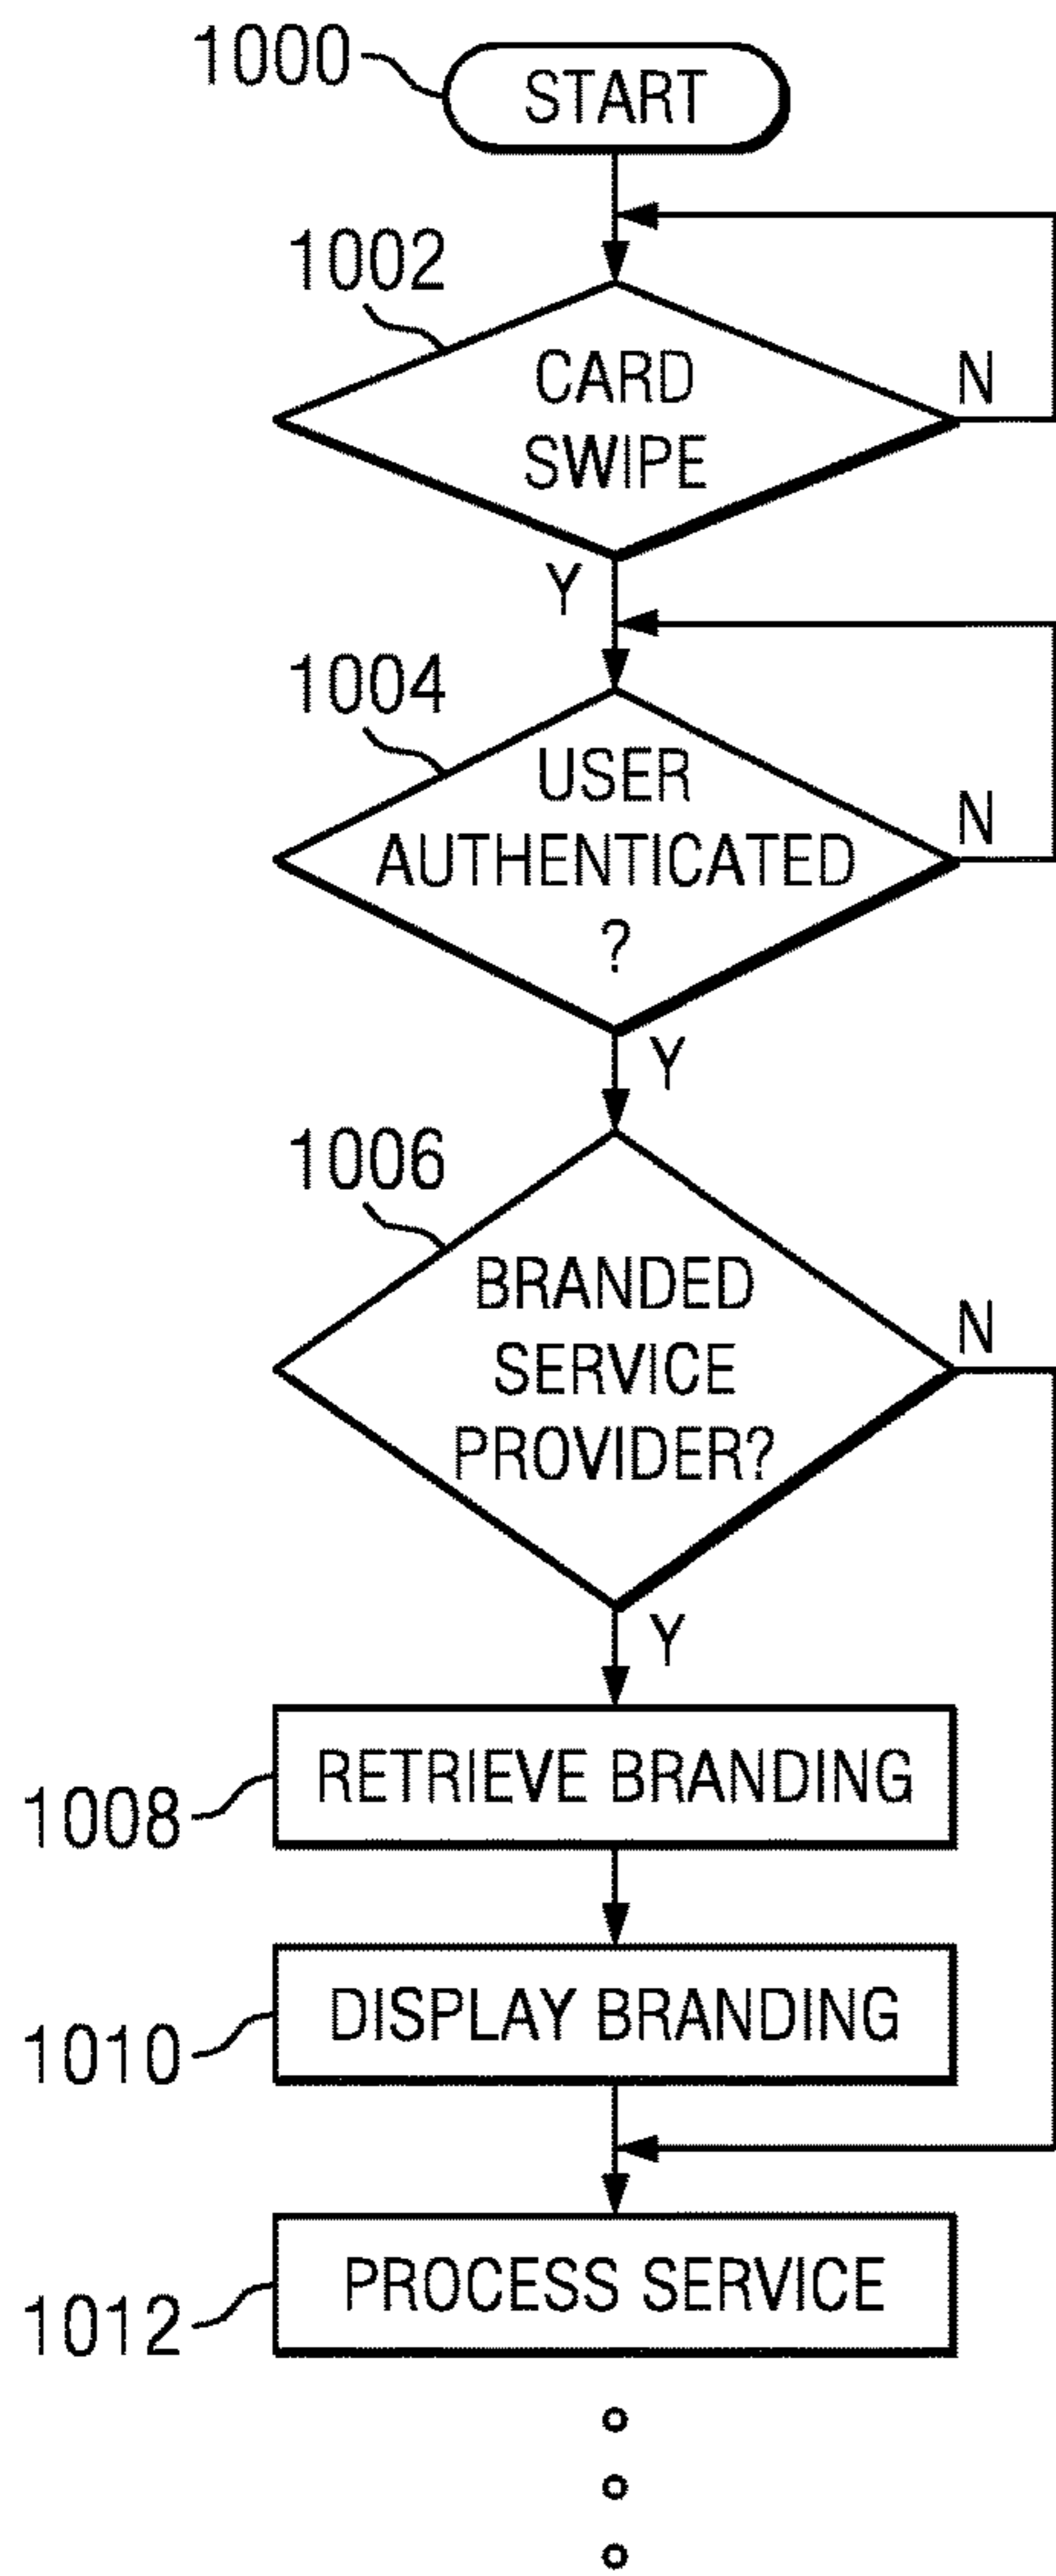 1000
START
1002
CARD
SWIPE
N
Y
1004
USER
AUTHENTICATED
?
N
Y
1006
BRANDED
SERVICE
PROVIDER?
N
Y
RETRIEVE BRANDING
1008
DISPLAY BRANDING
1010
PROCESS SERVICE
1012